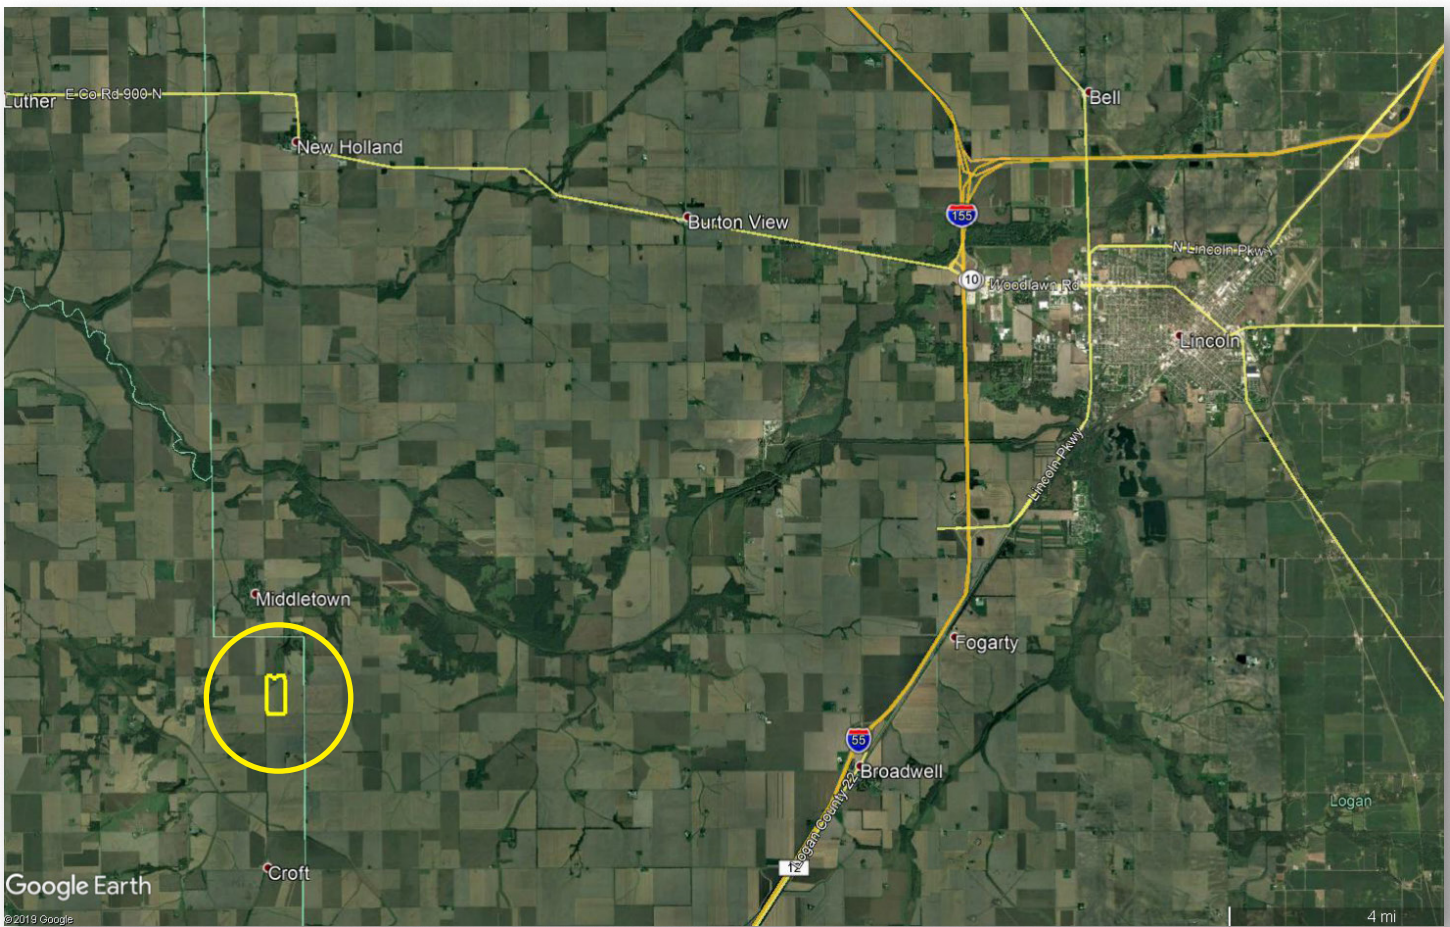 Luther
E Co Rd 900 N
Bell
New Holland
155
Burton View
N Lincoln Pkwy
10
Woodlawn Rd
Lincoln
Lincoln Pkwy
Middletown
Fogarty
55
Broadwell
Logan
Logan County 22
12
Croft
Google Earth
©2019 Google
4 mi